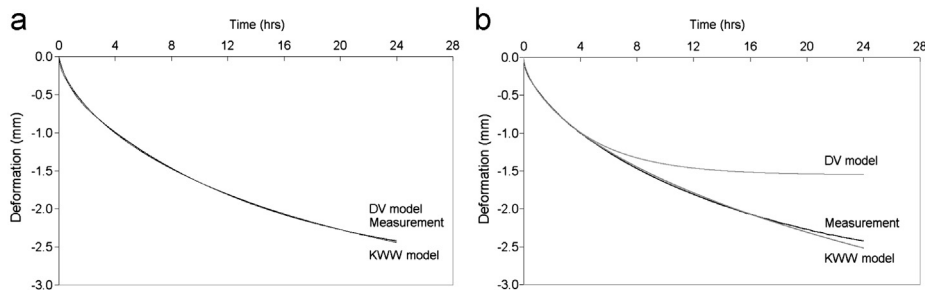 a
Time (hrs)
0 4 8 12 16 20 24 28
0.0
-0.5
-1.0
-1.5
-2.0
-2.5
-3.0
Deformation (mm)
DV model
Measurement
KWW model
b
Time (hrs)
0 4 8 12 16 20 24 28
0.0
-0.5
-1.0
-1.5
-2.0
-2.5
-3.0
Deformation (mm)
DV model
Measurement
KWW model